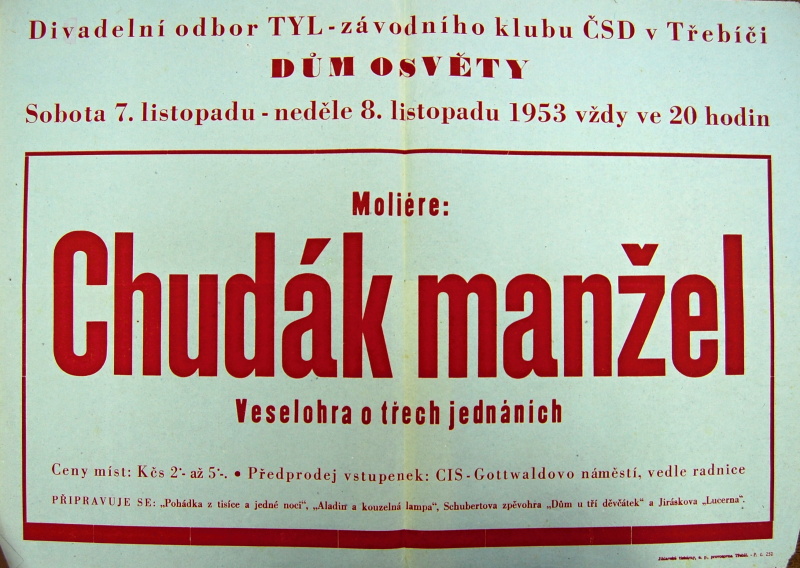 Divadelní odbor TYL - závodního klubu ČSD v Třebíči
DŮM OSVĚTY
Sobota 7. listopadu - neděle 8. listopadu 1953 vždy ve 20 hodin
Moliére:
Chudák manžel
Veselohra o třech jednáních
Ceny míst: Kčs 2·- až 5·-. • Předprodej vstupenek: CIS - Gottwaldovo náměstí, vedle radnice
PŘIPRAVUJE SE: „Pohádka z tisíce a jedné noci“, „Aladin a kouzelná lampa“, Schubertova zpěvohra „Dům u tří děvčátek“ a Jiráskova „Lucerna“.